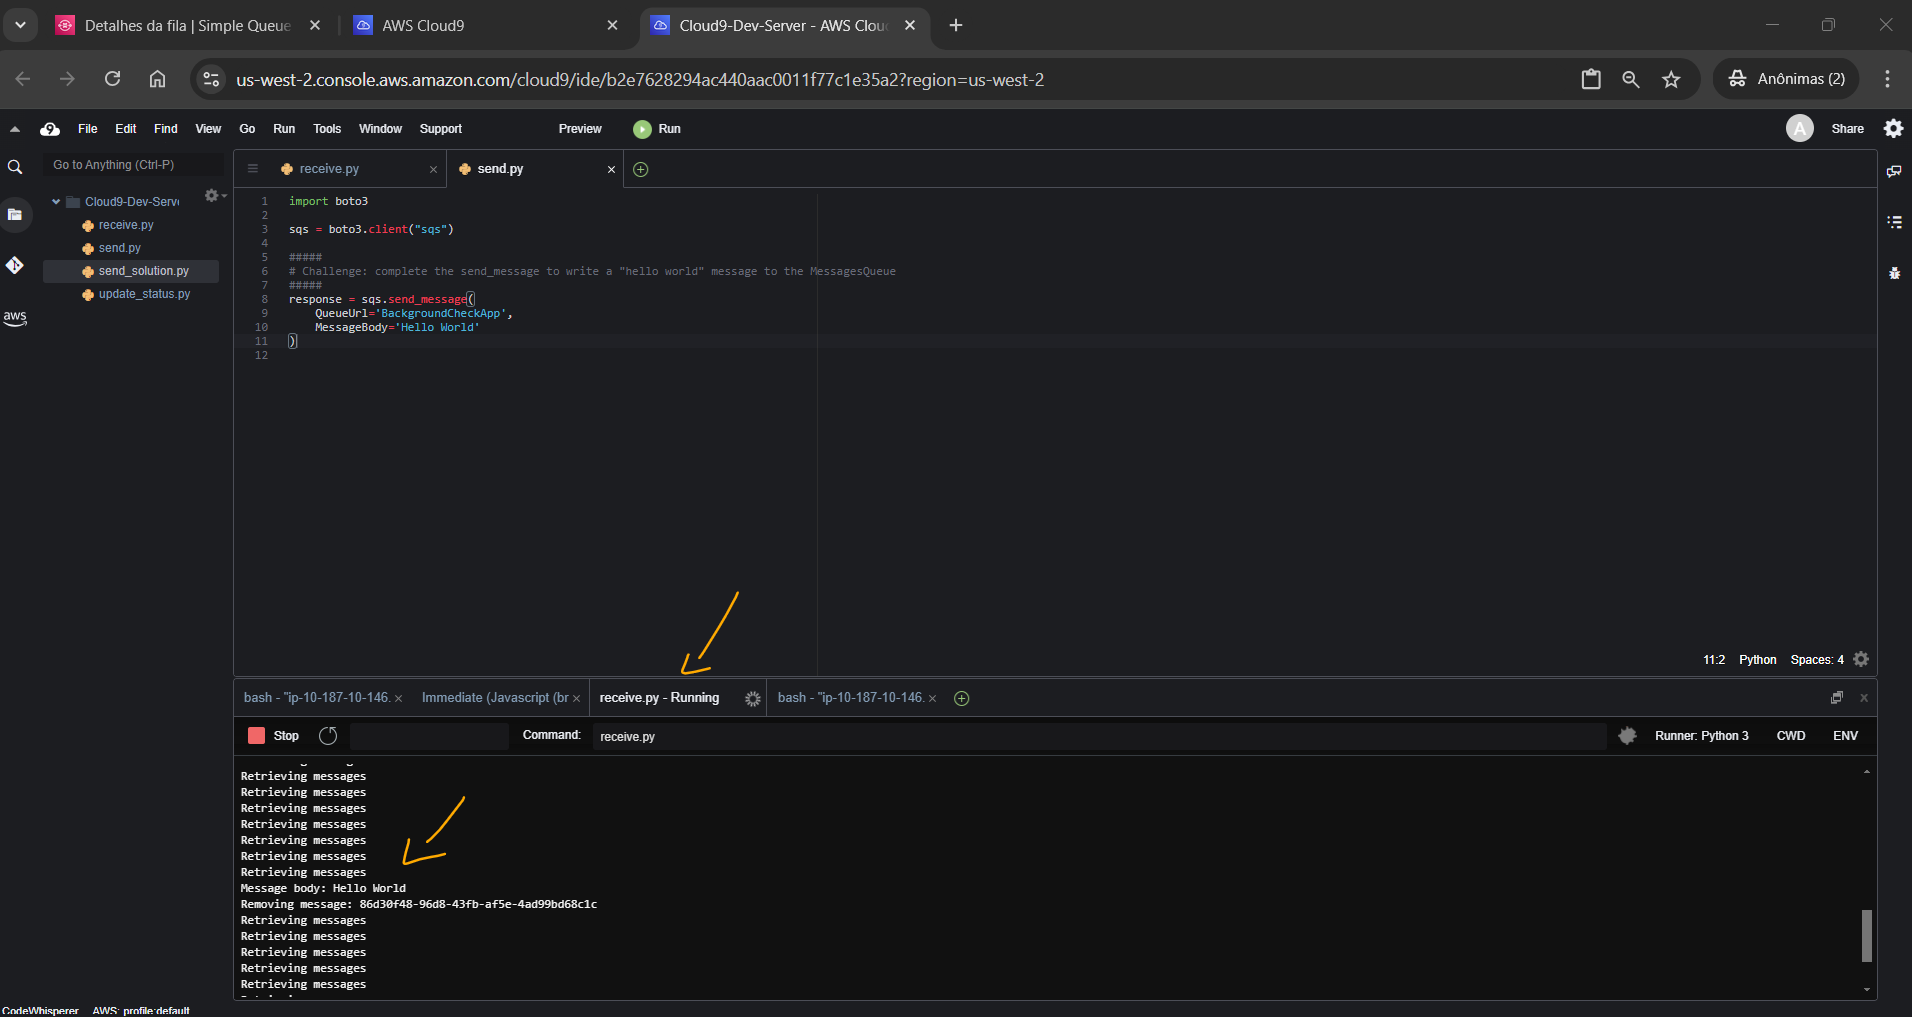 Detalhes da fila | Simple Queue
AWS Cloud9
Cloud9-Dev-Server - AWS Clou
us-west-2.console.aws.amazon.com/cloud9/ide/b2e7628294ac440aac0011f77c1e35a2?region=us-west-2
Anônimas (2)
9 File Edit Find View Go Run Tools Window Support Preview Run A Share
Go to Anything (Ctrl-P)
receive.py
send.py
Cloud9-Dev-Serve
receive.py
send.py
send_solution.py
update_status.py
aws
1 import boto3
2
3 sqs = boto3.client("sqs")
4
5 #####
6 # Challenge: complete the send_message to write a "hello world" message to the MessagesQueue
7 #####
8 response = sqs.send_message(
9 QueueUrl='BackgroundCheckApp',
10 MessageBody='Hello World'
11 )
12
11:2 Python Spaces: 4
bash - "ip-10-187-10-146.
Immediate (Javascript (br
receive.py - Running
bash - "ip-10-187-10-146.
Stop Command: receive.py Runner: Python 3 CWD ENV
Retrieving messages
Retrieving messages
Retrieving messages
Retrieving messages
Retrieving messages
Retrieving messages
Retrieving messages
Message body: Hello World
Removing message: 86d30f48-96d8-43fb-af5e-4ad99bd68c1c
Retrieving messages
Retrieving messages
Retrieving messages
Retrieving messages
Retrieving messages
CodeWhisperer AWS: profile:default